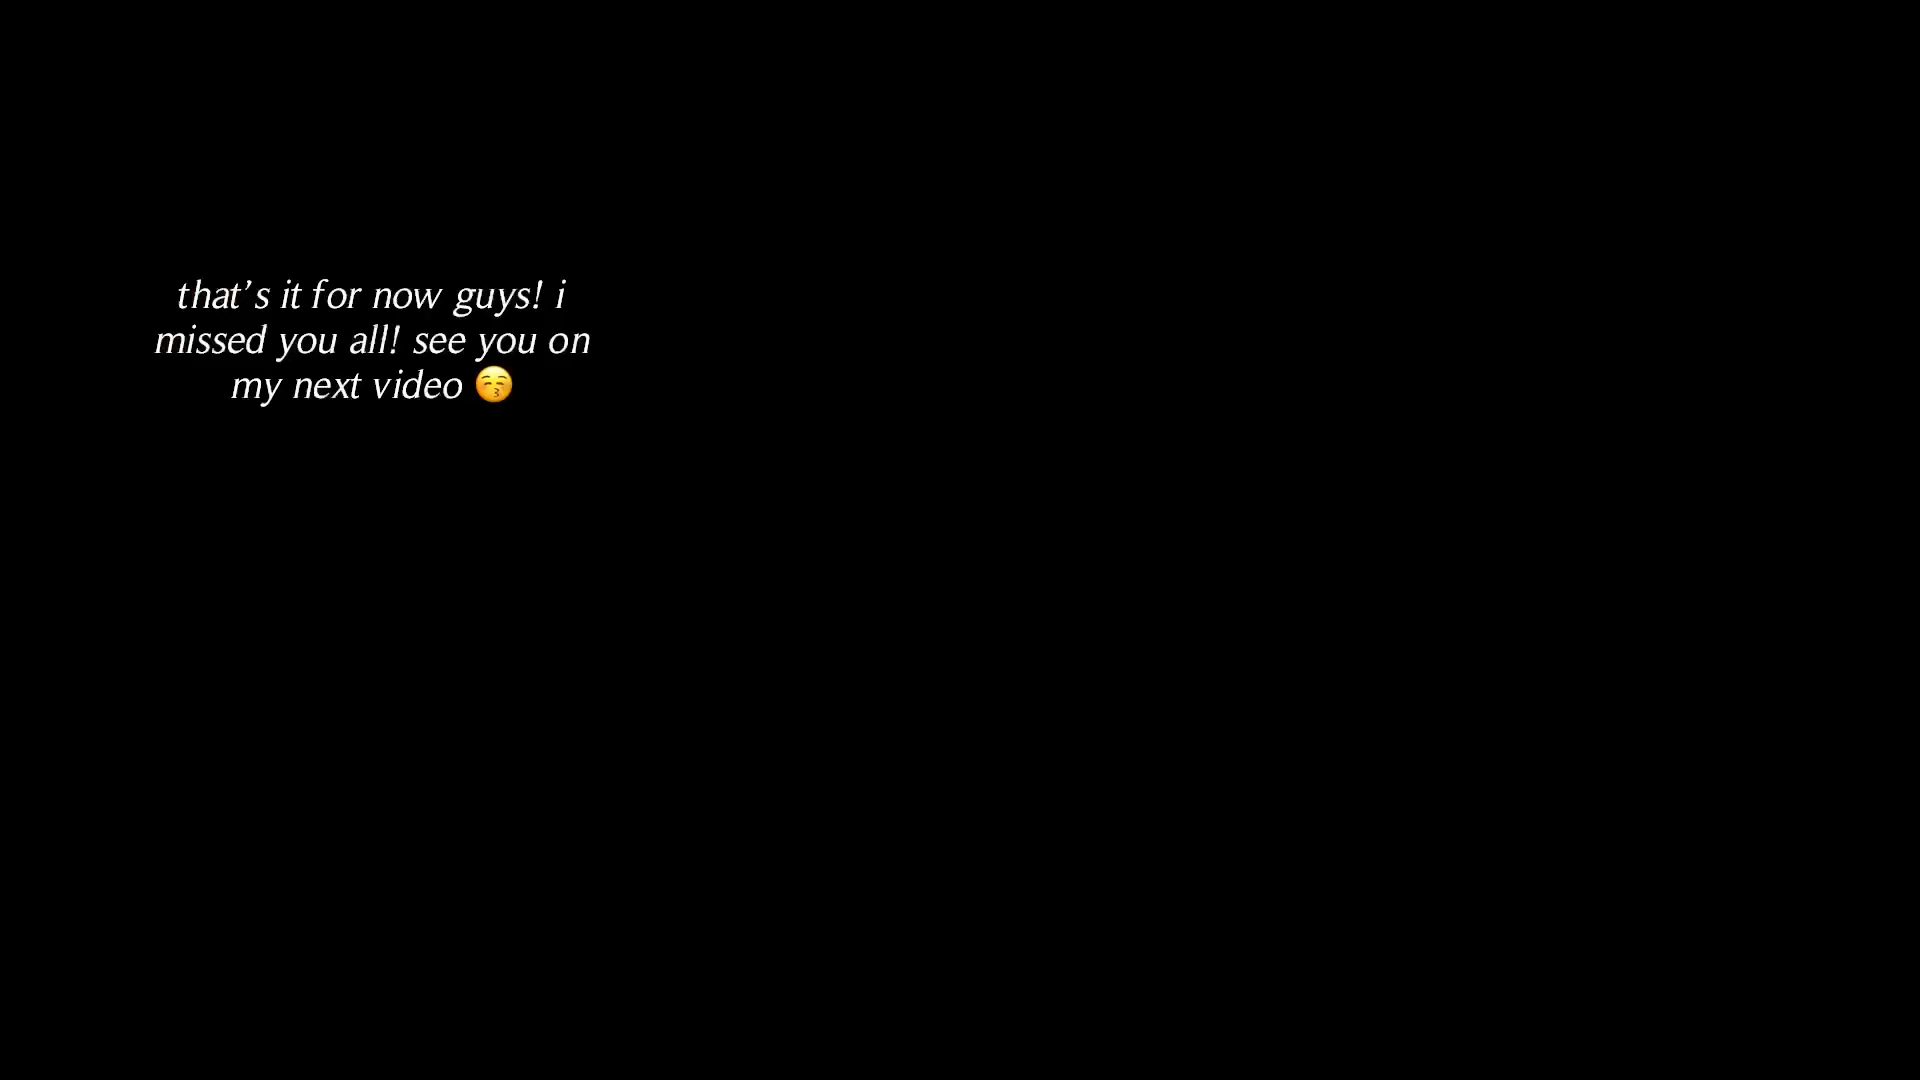 that’s it for now guys! i
missed you all! see you on
my next video 😚